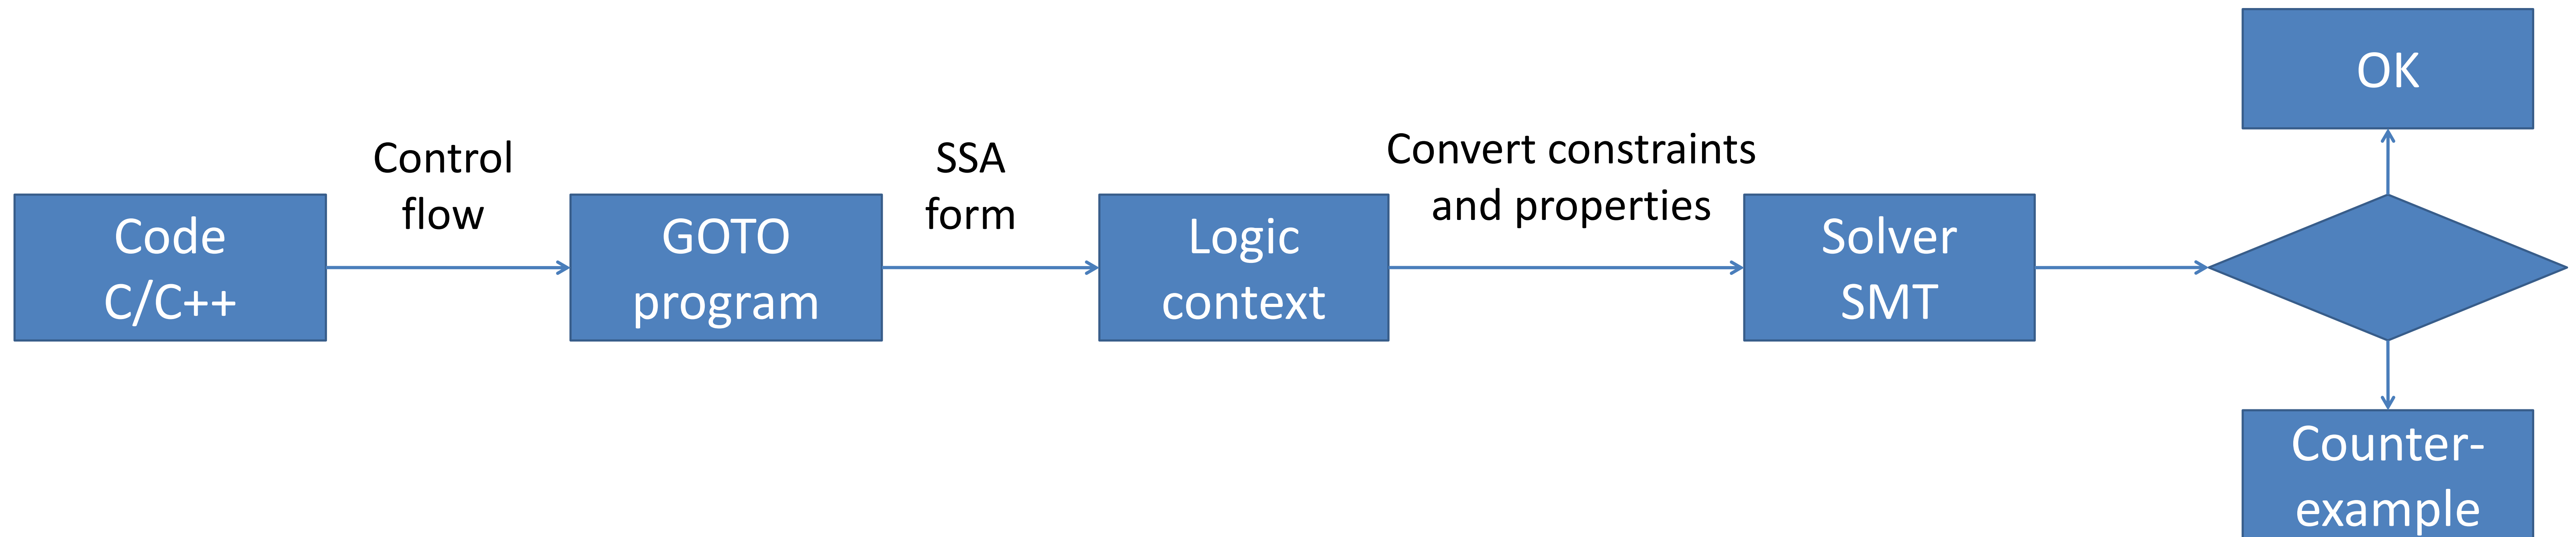 Code
C/C++
Control
flow
GOTO
program
SSA
form
Logic
context
Convert constraints
and properties
Solver
SMT
OK
Counter-
example